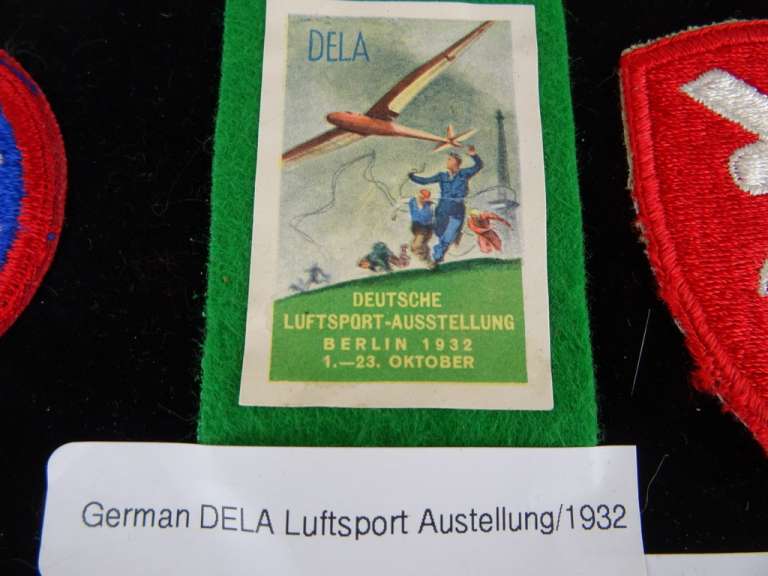 DELA
DEUTSCHE
LUFTSPORT-AUSSTELLUNG
BERLIN 1932
1.—23. OKTOBER
German DELA Luftsport Austellung/1932